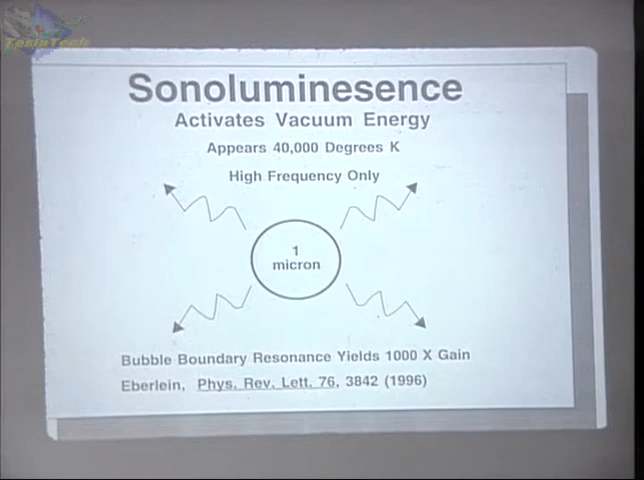 TeslaTech
Sonoluminesence
Activates Vacuum Energy
Appears 40,000 Degrees K
High Frequency Only
1
micron
Bubble Boundary Resonance Yields 1000 X Gain
Eberlein, Phys. Rev. Lett. 76, 3842 (1996)